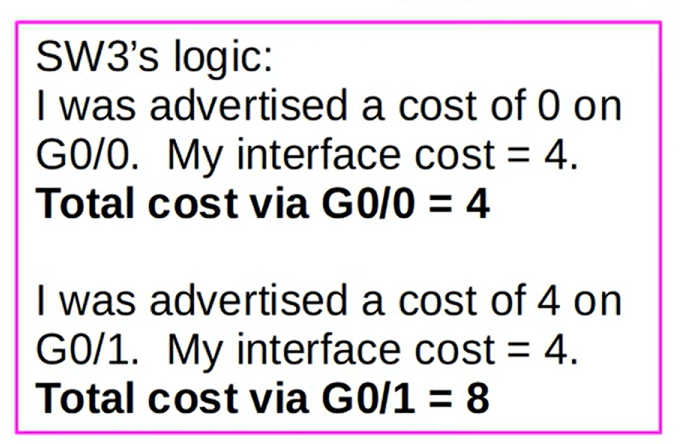 SW3’s logic:
I was advertised a cost of 0 on
G0/0.  My interface cost = 4.
Total cost via G0/0 = 4
I was advertised a cost of 4 on
G0/1.  My interface cost = 4.
Total cost via G0/1 = 8